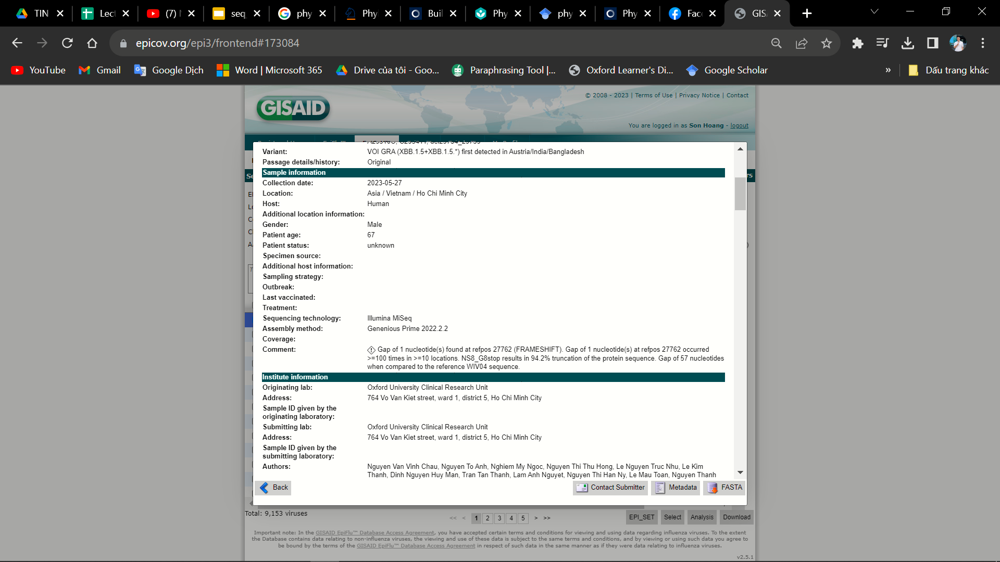 TIN
Lect
(7)
seq
phy
Phy
Buil
Phy
phy
Phy
Face
GIS
epicov.org/epi3/frontend#173084
YouTube
Gmail
Google Dịch
Word | Microsoft 365
Drive của tôi - Goo...
Paraphrasing Tool |...
Oxford Learner's Di...
Google Scholar
»
Dấu trang khác
GISAID
© 2008 - 2023 | Terms of Use | Privacy Notice | Contact
You are logged in as Son Hoang - logout
Variant: VOI GRA (XBB.1.5+XBB.1.5.*) first detected in Austria/India/Bangladesh
Passage details/history: Original
Sample information
Collection date: 2023-05-27
Location: Asia / Vietnam / Ho Chi Minh City
Host: Human
Additional location information:
Gender: Male
Patient age: 67
Patient status: unknown
Specimen source:
Additional host information:
Sampling strategy:
Outbreak:
Last vaccinated:
Treatment:
Sequencing technology: Illumina MiSeq
Assembly method: Genenious Prime 2022.2.2
Coverage:
Comment: Gap of 1 nucleotide(s) found at refpos 27762 (FRAMESHIFT). Gap of 1 nucleotide(s) at refpos 27762 occurred
>=100 times in >=10 locations. NS8_G8stop results in 94.2% truncation of the protein sequence. Gap of 57 nucleotides
when compared to the reference WIV04 sequence.
Institute information
Originating lab: Oxford University Clinical Research Unit
Address: 764 Vo Van Kiet street, ward 1, district 5, Ho Chi Minh City
Sample ID given by the
originating laboratory:
Submitting lab: Oxford University Clinical Research Unit
Address: 764 Vo Van Kiet street, ward 1, district 5, Ho Chi Minh City
Sample ID given by the
submitting laboratory:
Authors: Nguyen Van Vinh Chau, Nguyen To Anh, Nghiem My Ngoc, Nguyen Thi Thu Hong, Le Nguyen Truc Nhu, Le Kim
Thanh, Dinh Nguyen Huy Man, Tran Tan Thanh, Lam Anh Nguyet, Nguyen Thi Han Ny, Le Mau Toan, Nguyen Thanh
Back
Contact Submitter
Metadata
FASTA
Total: 9,153 viruses
<< < 1 2 3 4 5 > >>
EPI_SET
Select
Analysis
Download
Important note: In the GISAID EpiFlu™ Database Access Agreement, you have accepted certain terms and conditions for viewing and using data regarding influenza viruses. To the extent
the Database contains data relating to non-influenza viruses, the viewing and use of these data is subject to the same terms and conditions, and by viewing or using such data you agree to
be bound by the terms of the GISAID EpiFlu™ Database Access Agreement in respect of such data in the same manner as if they were data relating to influenza viruses.
v2.5.1